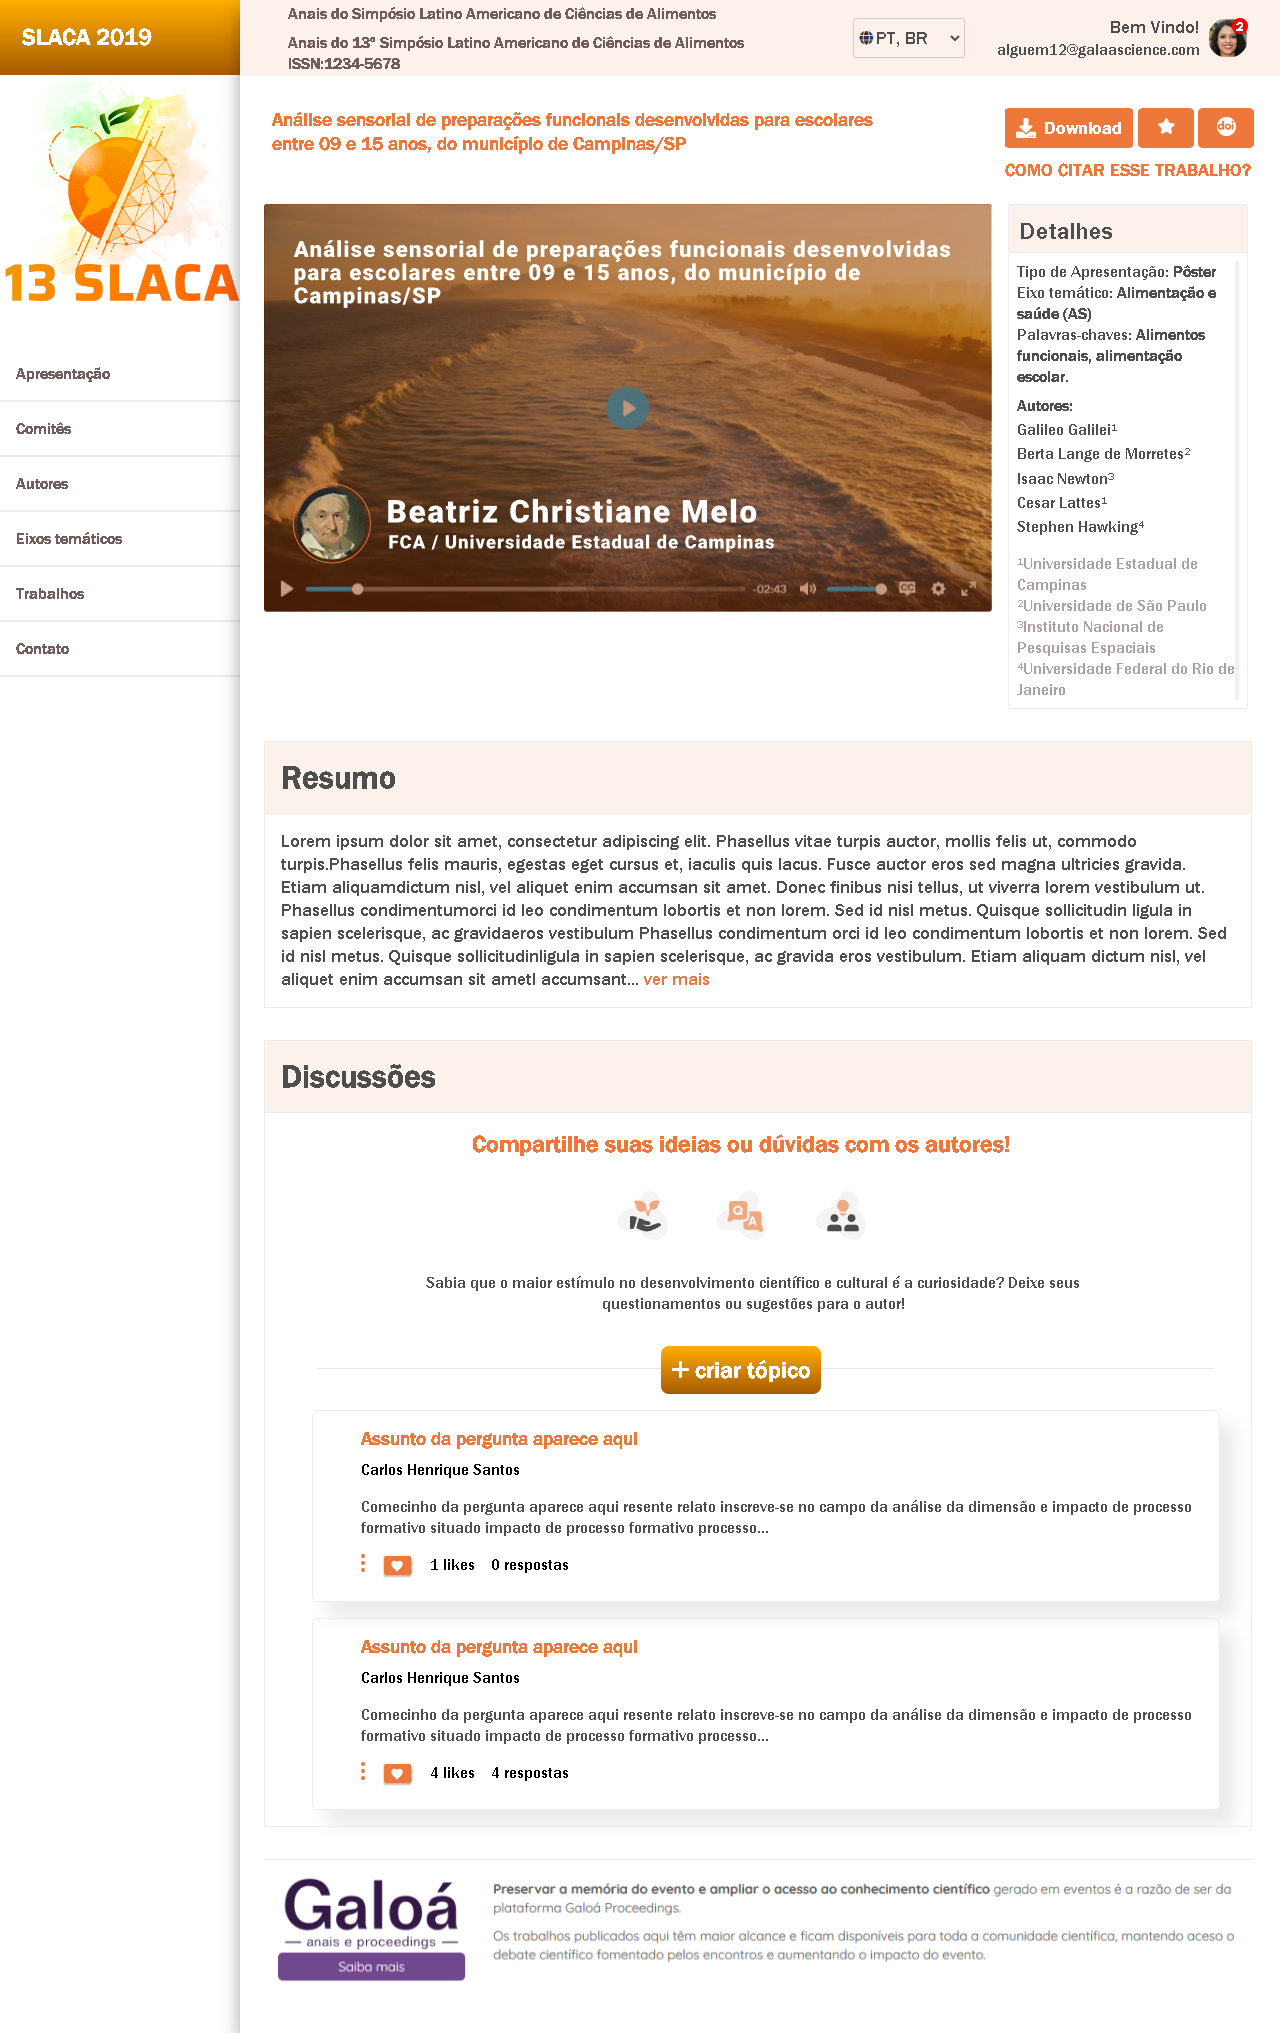 SLACA 2019
Anais do Simpósio Latino Americano de Ciências de Alimentos
Anais do 13º Simpósio Latino Americano de Ciências de Alimentos
ISSN:1234-5678
PT, BR
Bem Vindo!
alguem12@galaascience.com
2
13 SLACA
Apresentação
Comitês
Autores
Eixos temáticos
Trabalhos
Contato
Análise sensorial de preparações funcionais desenvolvidas para escolares
entre 09 e 15 anos, do município de Campinas/SP
Download
doi
COMO CITAR ESSE TRABALHO?
Análise sensorial de preparações funcionais desenvolvidas
para escolares entre 09 e 15 anos, do município de
Campinas/SP
Beatriz Christiane Melo
FCA / Universidade Estadual de Campinas
-02:43
CC
Detalhes
Tipo de Apresentação: Pôster
Eixo temático: Alimentação e
saúde (AS)
Palavras-chaves: Alimentos
funcionais, alimentação
escolar.
Autores:
Galileo Galilei¹
Berta Lange de Morretes²
Isaac Newton³
Cesar Lattes¹
Stephen Hawking⁴
¹Universidade Estadual de
Campinas
²Universidade de São Paulo
³Instituto Nacional de
Pesquisas Espaciais
⁴Universidade Federal do Rio de
Janeiro
Resumo
Lorem ipsum dolor sit amet, consectetur adipiscing elit. Phasellus vitae turpis auctor, mollis felis ut, commodo
turpis.Phasellus felis mauris, egestas eget cursus et, iaculis quis lacus. Fusce auctor eros sed magna ultricies gravida.
Etiam aliquamdictum nisl, vel aliquet enim accumsan sit amet. Donec finibus nisi tellus, ut viverra lorem vestibulum ut.
Phasellus condimentumorci id leo condimentum lobortis et non lorem. Sed id nisl metus. Quisque sollicitudin ligula in
sapien scelerisque, ac gravidaeros vestibulum Phasellus condimentum orci id leo condimentum lobortis et non lorem. Sed
id nisl metus. Quisque sollicitudinligula in sapien scelerisque, ac gravida eros vestibulum. Etiam aliquam dictum nisl, vel
aliquet enim accumsan sit ametl accumsant... ver mais
Discussões
Compartilhe suas ideias ou dúvidas com os autores!
Q
A
Sabia que o maior estímulo no desenvolvimento científico e cultural é a curiosidade? Deixe seus
questionamentos ou sugestões para o autor!
+ criar tópico
Assunto da pergunta aparece aqui
Carlos Henrique Santos
Comecinho da pergunta aparece aqui resente relato inscreve-se no campo da análise da dimensão e impacto de processo
formativo situado impacto de processo formativo processo...
1 likes 0 respostas
Assunto da pergunta aparece aqui
Carlos Henrique Santos
Comecinho da pergunta aparece aqui resente relato inscreve-se no campo da análise da dimensão e impacto de processo
formativo situado impacto de processo formativo processo...
4 likes 4 respostas
Galoá
anais e proceedings
Saiba mais
Preservar a memória do evento e ampliar o acesso ao conhecimento científico gerado em eventos é a razão de ser da
plataforma Galoá Proceedings.
Os trabalhos publicados aqui têm maior alcance e ficam disponíveis para toda a comunidade científica, mantendo aceso o
debate científico fomentado pelos encontros e aumentando o impacto do evento.